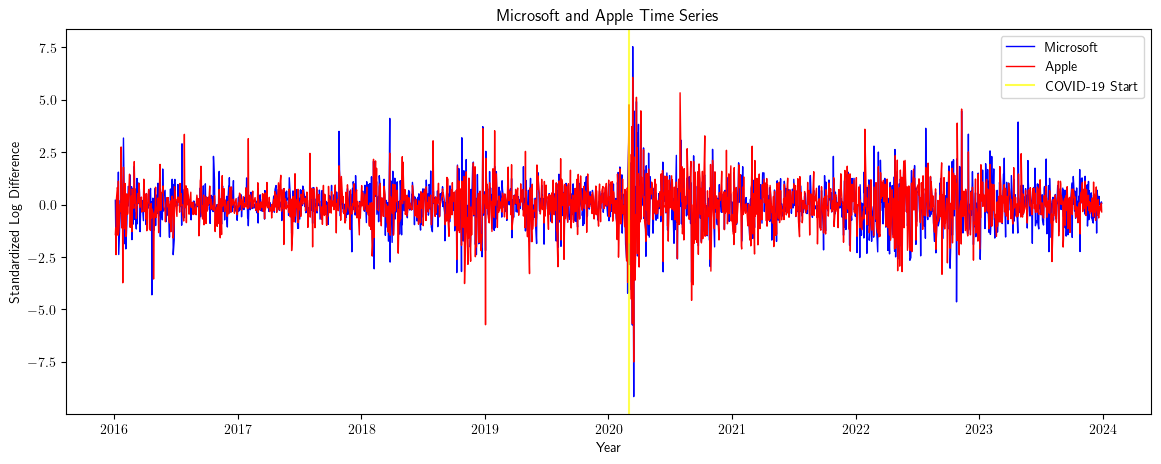 Microsoft and Apple Time Series
Microsoft
Apple
COVID-19 Start
Standardized Log Difference
7.5
5.0
2.5
0.0
−2.5
−5.0
−7.5
2016 2017 2018 2019 2020 2021 2022 2023 2024
Year